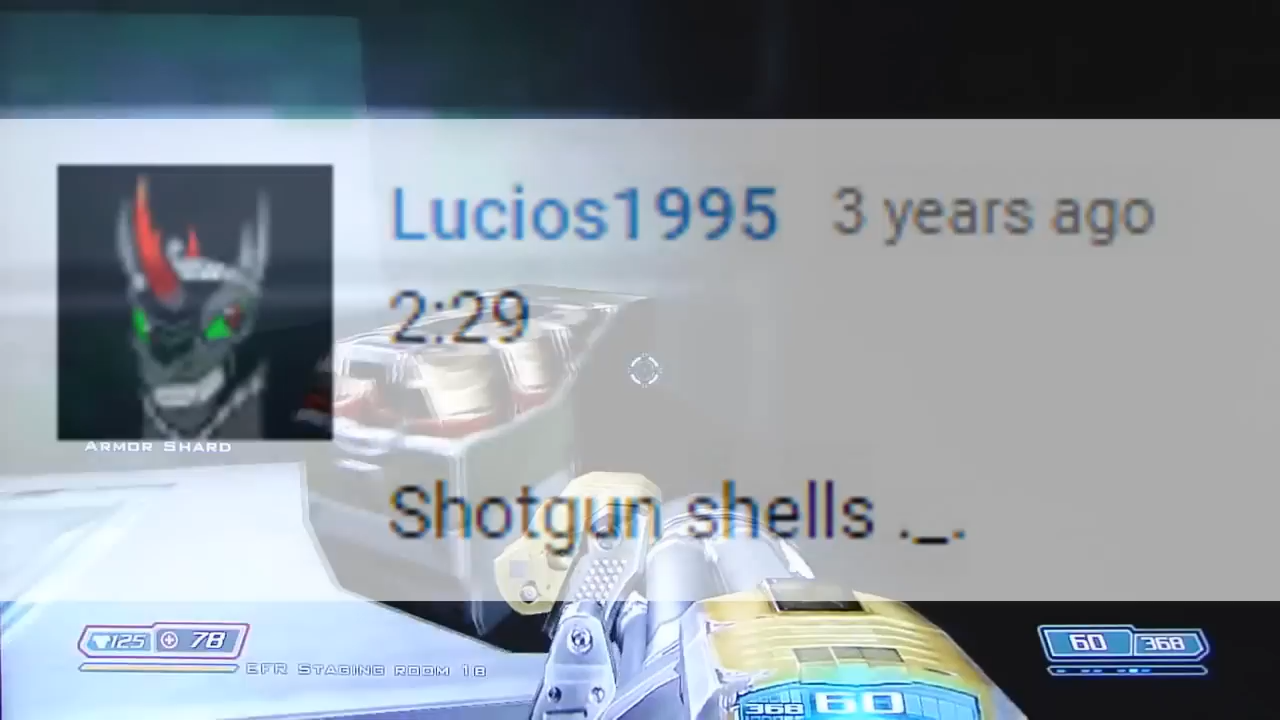 Lucios1995 3 years ago
2:29
Armor Shard
Shotgun shells ._.
125 78
EFR Staging room 18
60 368
368 60